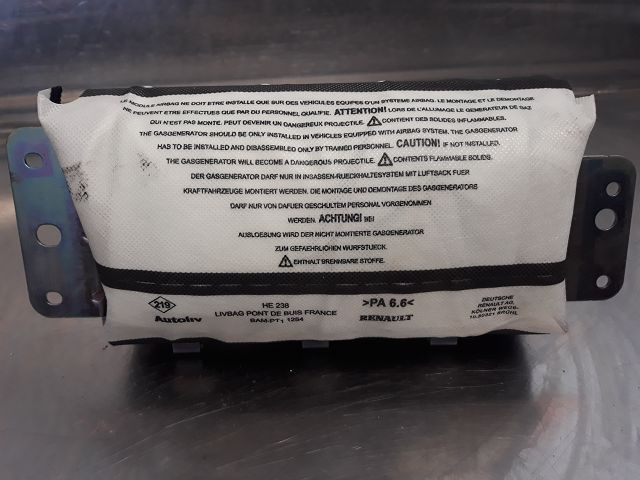 LE MODULE AIRBAG NE DOIT ETRE INSTALLE QUE SUR DES VEHICULES EQUIPES D'UN SYSTEME AIRBAG. LE MONTAGE ET LE DEMONTAGE
NE PEUVENT ETRE EFFECTUES QUE PAR DU PERSONNEL QUALIFIE. ATTENTION! LORS DE L'ALLUMAGE LE GENERATEUR DE GAZ
QUI N'EST PAS MONTE, PEUT DEVENIR UN DANGEREUX PROJECTILE. CONTIENT DES SOLIDES INFLAMMABLES.
THE GASGENERATOR SHOULD BE ONLY INSTALLED IN VEHICLES EQUIPPED WITH AIRBAG SYSTEM. THE GASGENERATOR
HAS TO BE INSTALLED AND DISASSEMBLED ONLY BY TRAINED PERSONNEL. CAUTION! IF NOT INSTALLED,
THE GASGENERATOR WILL BECOME A DANGEROUS PROJECTILE. CONTENTS FLAMMABLE SOLIDS.
DER GASGENERATOR DARF NUR IN INSASSEN-RUECKHALTESYSTEM MIT LUFTSACK FUER
KRAFTFAHRZEUGE MONTIERT WERDEN. DIE MONTAGE UND DEMONTAGE DES GASGENERATORS
DARF NUR VON DAFUER GESCHULTEM PERSONAL VORGENOMMEN
WERDEN. ACHTUNG! BEI
AUSLOESUNG WIRD DER NICHT MONTIERTE GASGENERATOR
ZUM GEFAEHRLICHEN WURFSTUECK.
ENTHALT BRENNBARE STOFFE.
219
Autoliv
HE 238
LIVBAG PONT DE BUIS FRANCE
BAM-PT1 1254
>PA 6.6<
RENAULT
DEUTSCHE
RENAULT AG,
KÖLNER WEG
BRÜHL